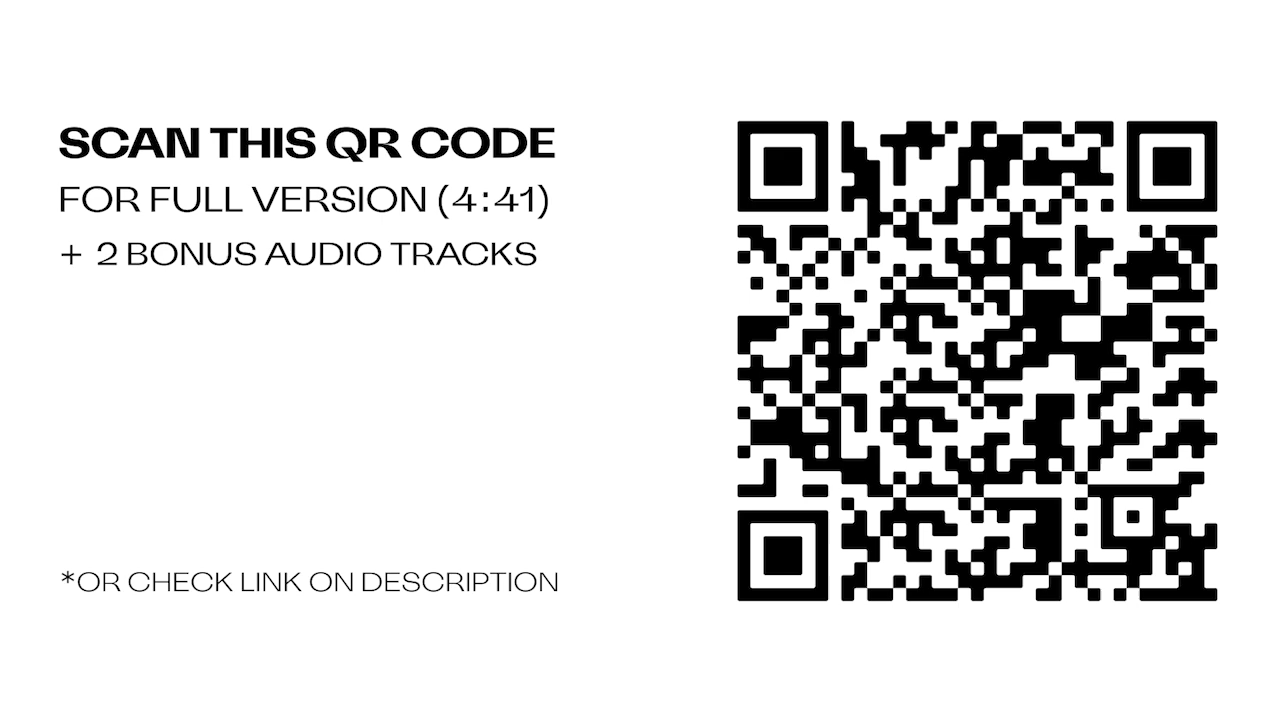 SCAN THIS QR CODE
FOR FULL VERSION (4:41)
+ 2 BONUS AUDIO TRACKS
*OR CHECK LINK ON DESCRIPTION